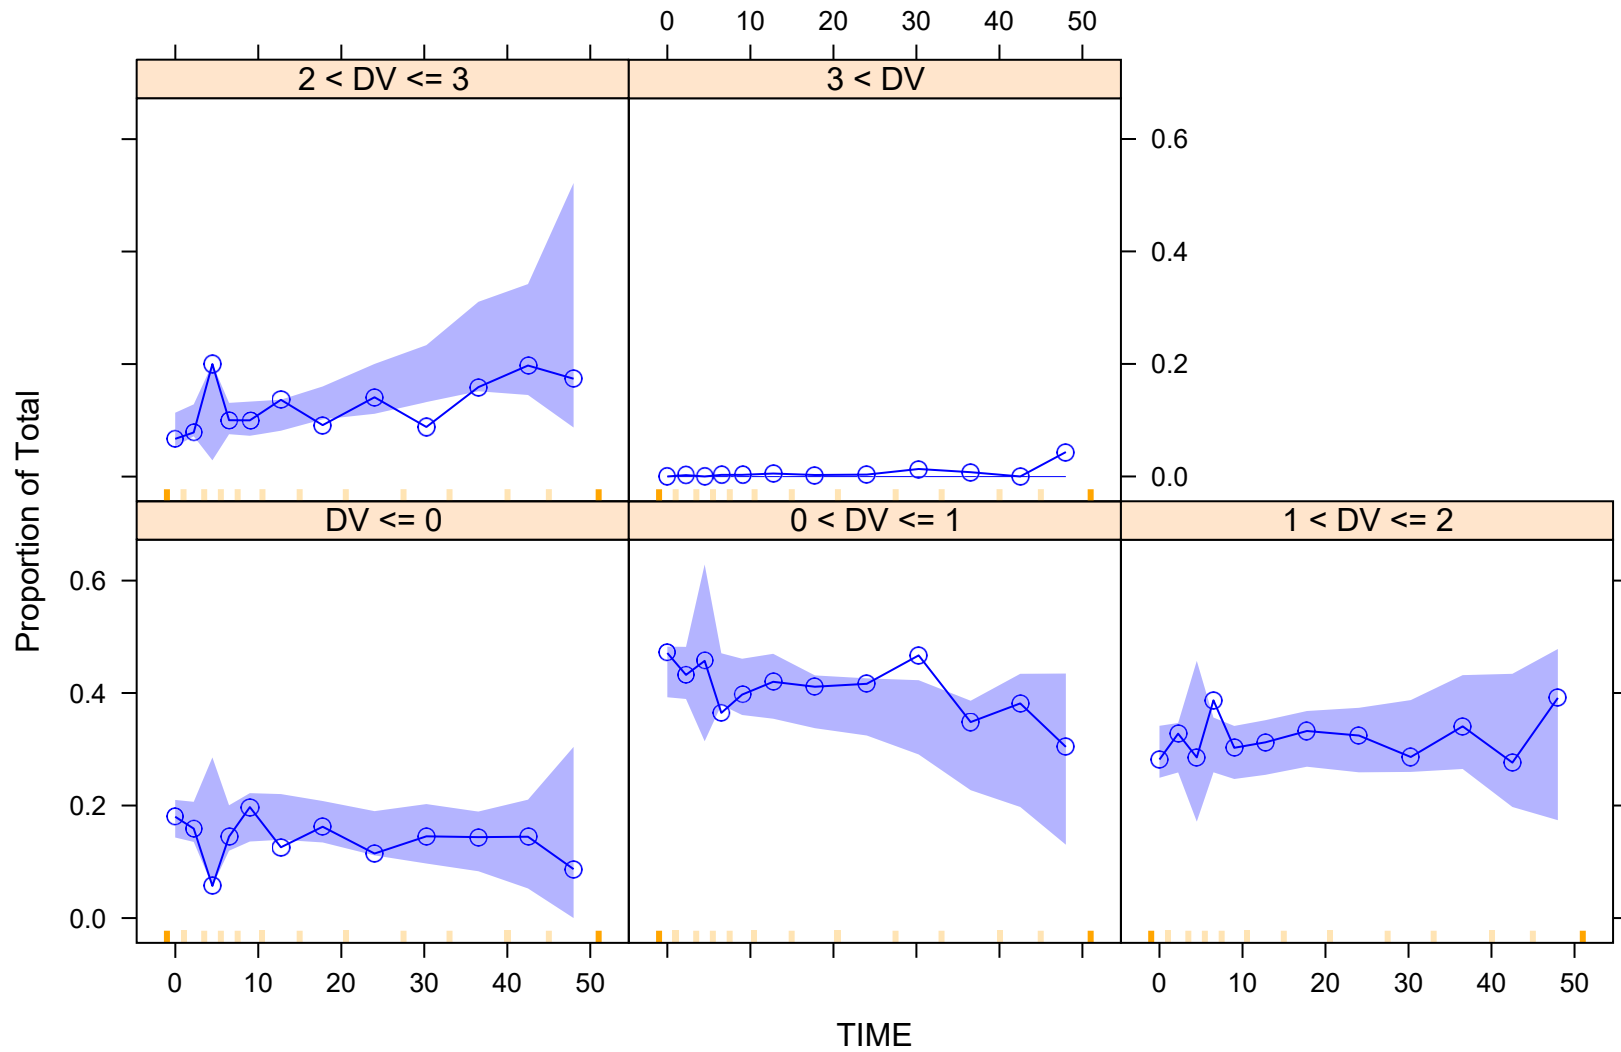 0 10 20 30 40 50
2 < DV <= 3 3 < DV
0.6
0.4
0.2
0.0
Proportion of Total
DV <= 0 0 < DV <= 1 1 < DV <= 2
0.6
0.4
0.2
0.0
0 10 20 30 40 50 0 10 20 30 40 50
TIME